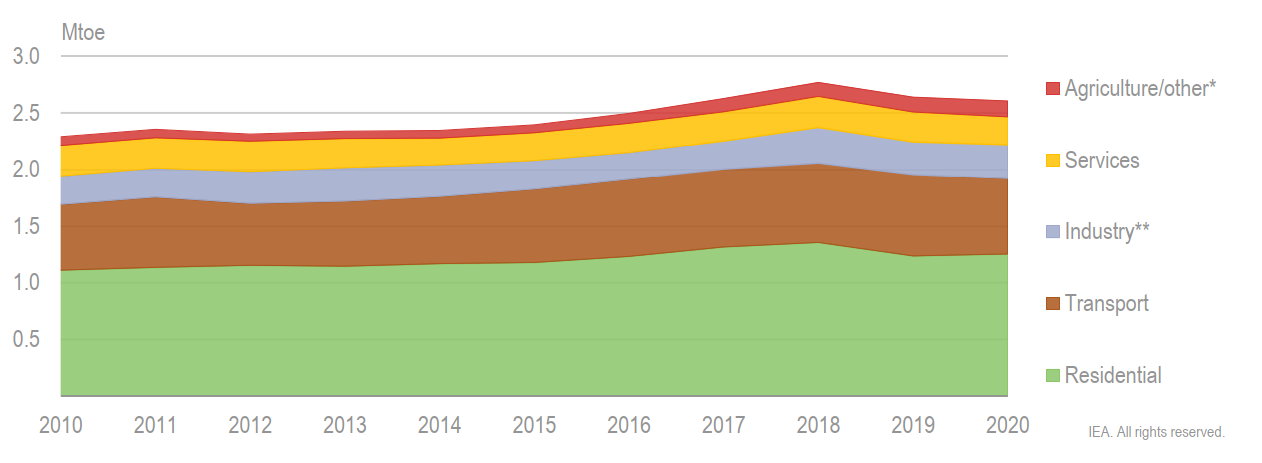 Mtoe
3.0
2.5
2.0
1.5
1.0
0.5
2010 2011 2012 2013 2014 2015 2016 2017 2018 2019 2020
Agriculture/other*
Services
Industry**
Transport
Residential
IEA. All rights reserved.